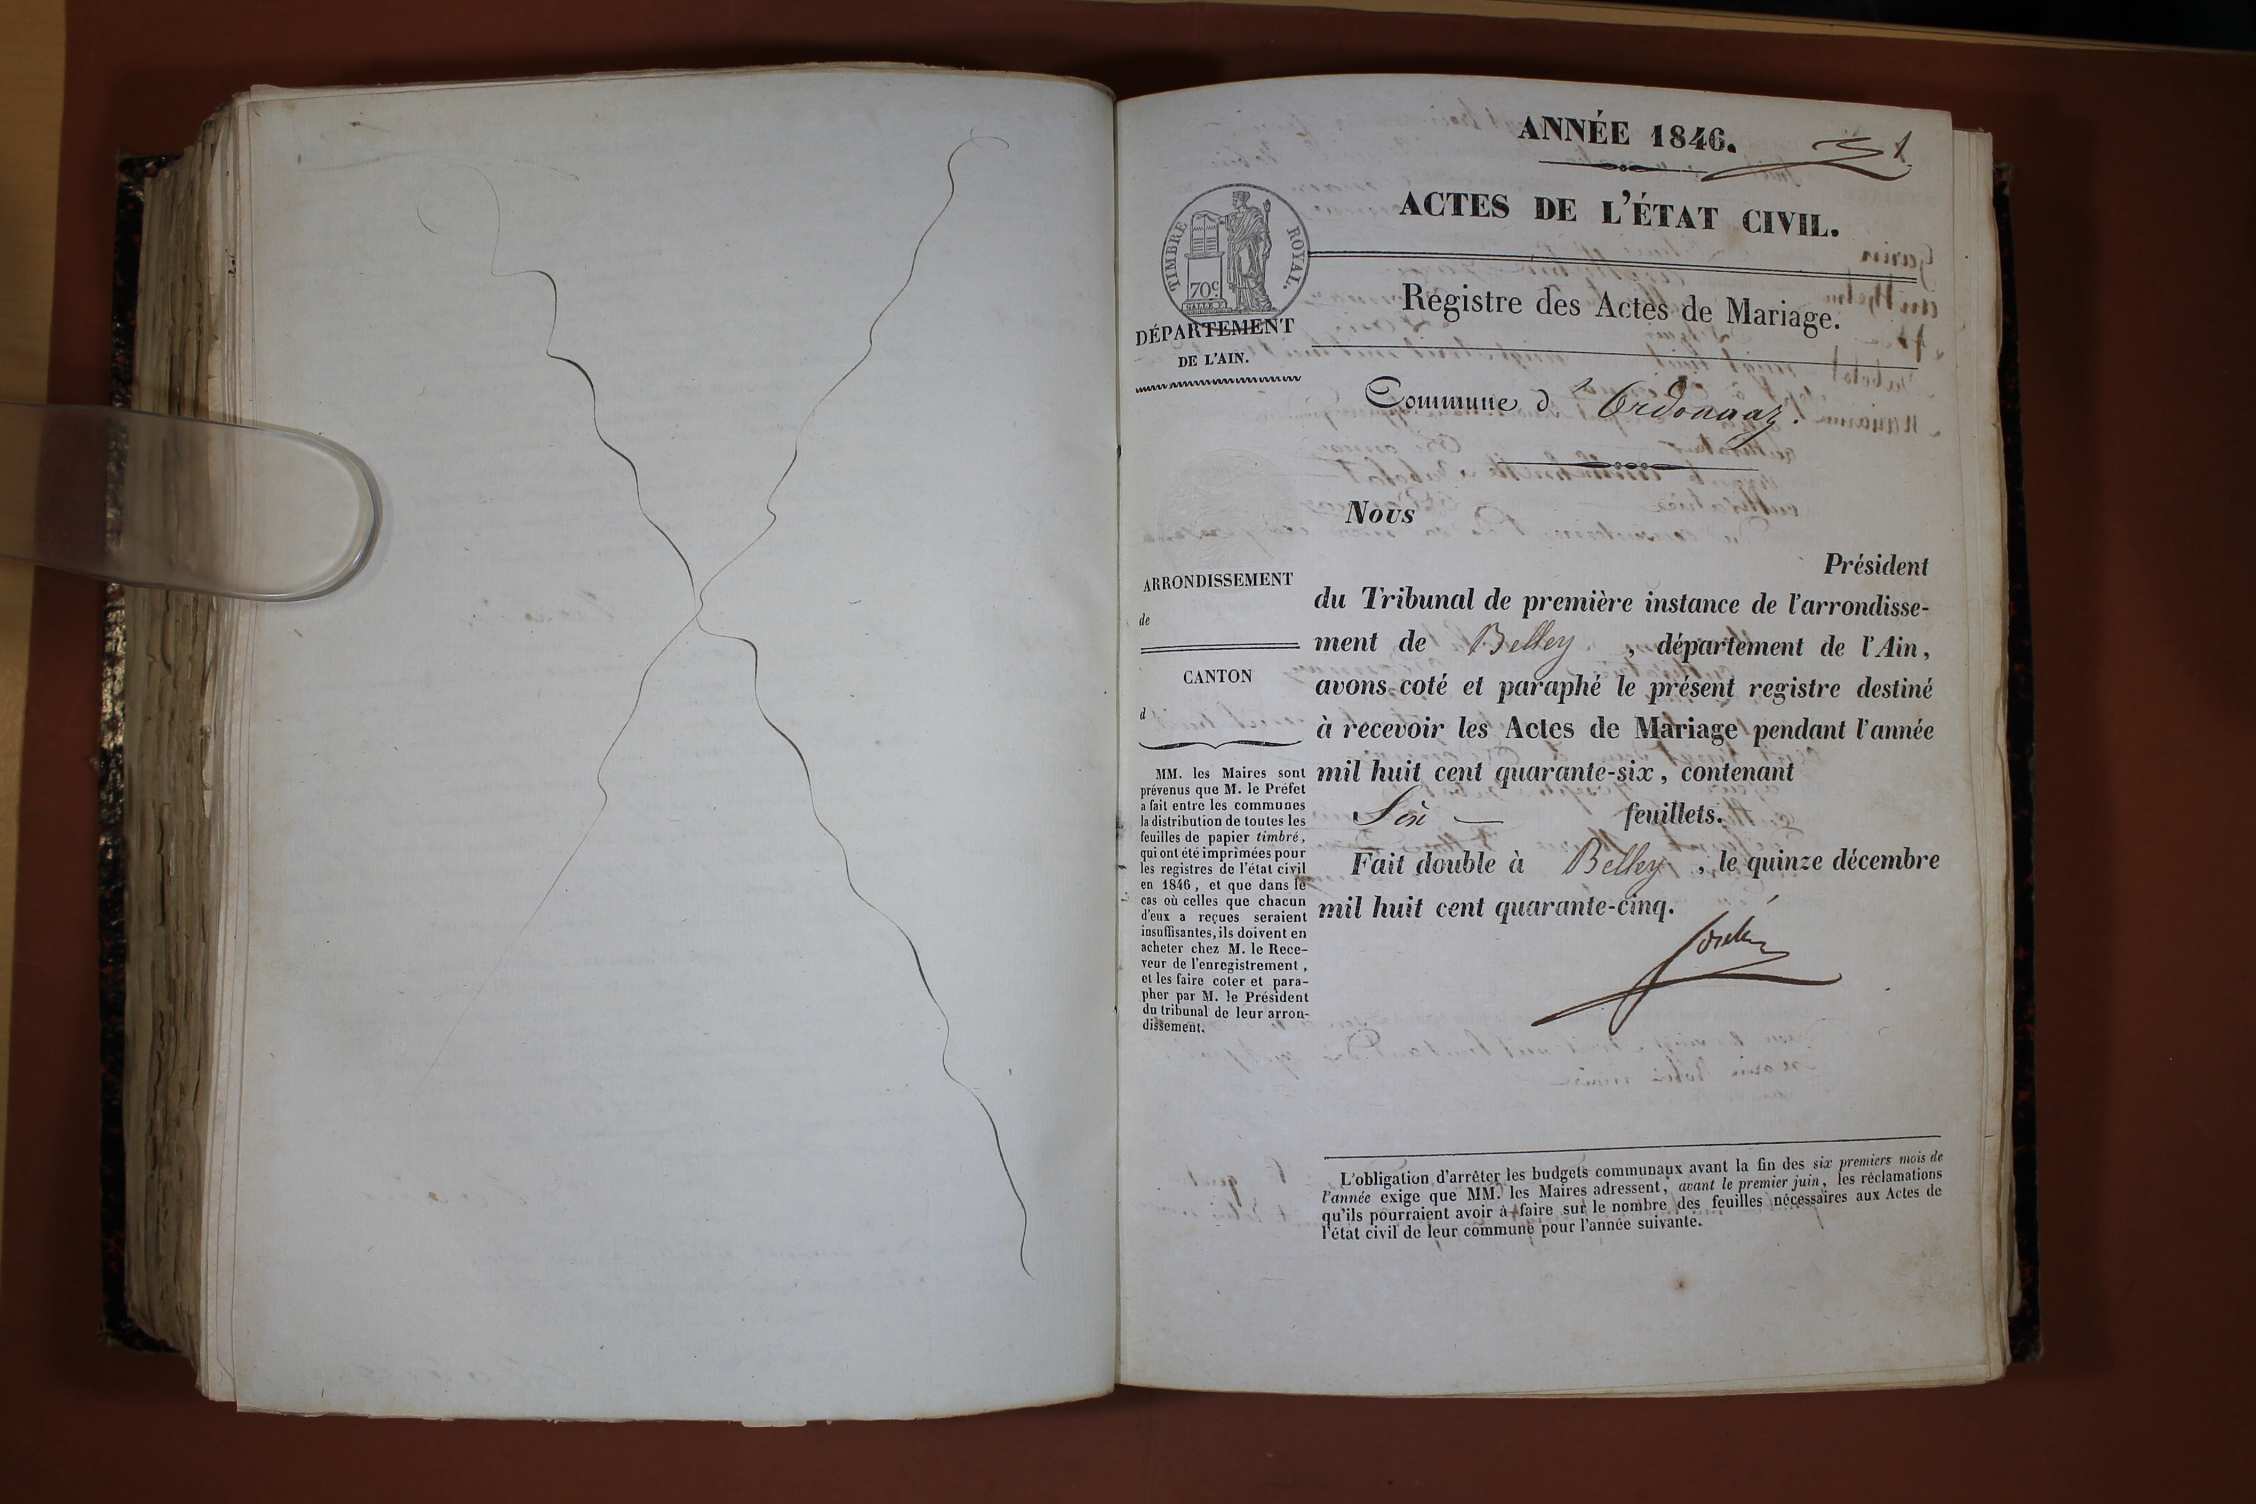 ANNÉE 1846.
1
ACTES DE L'ÉTAT CIVIL.
TIMBRE ROYAL.
70c
Registre des Actes de Mariage.
DÉPARTEMENT
DE L'AIN.
Commune d'Ordonnaz.
Nous
Président
du Tribunal de première instance de l'arrondisse-
ment de Belley, département de l'Ain,
avons coté et paraphé le présent registre destiné
à recevoir les Actes de Mariage pendant l'année
mil huit cent quarante-six, contenant
Six feuillets.
Fait double à Belley, le quinze décembre
mil huit cent quarante-cinq.
ARRONDISSEMENT
de
CANTON
d
MM. les Maires sont
prévenus que M. le Préfet
a fait entre les communes
la distribution de toutes les
feuilles de papier timbré,
qui ont été imprimées pour
les registres de l'état civil
en 1846, et que dans le
cas où celles que chacun
d'eux a reçues seraient
insuffisantes, ils doivent en
acheter chez M. le Rece-
veur de l'enregistrement,
et les faire coter et para-
pher par M. le Président
du tribunal de leur arron-
dissement.
L'obligation d'arrêter les budgets communaux avant la fin des six premiers mois de
l'année exige que MM. les Maires adressent, avant le premier juin, les réclamations
qu'ils pourraient avoir à faire sur le nombre des feuilles nécessaires aux Actes de
l'état civil de leur commune pour l'année suivante.